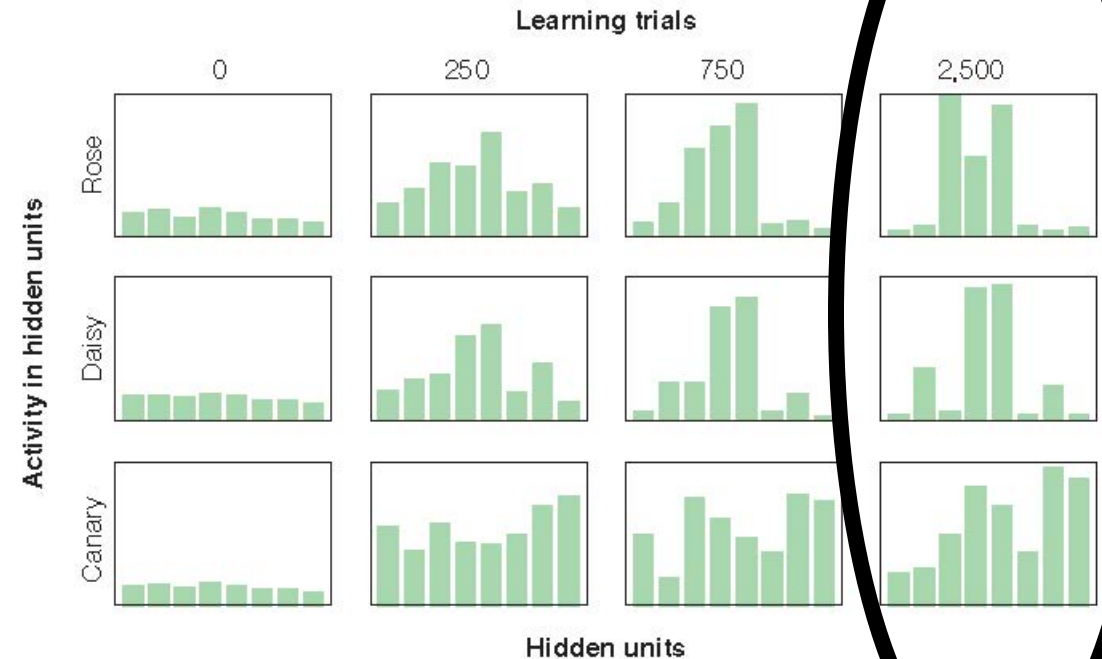 Learning trials
0 250 750 2,500
Activity in hidden units
Rose
Daisy
Canary
Hidden units